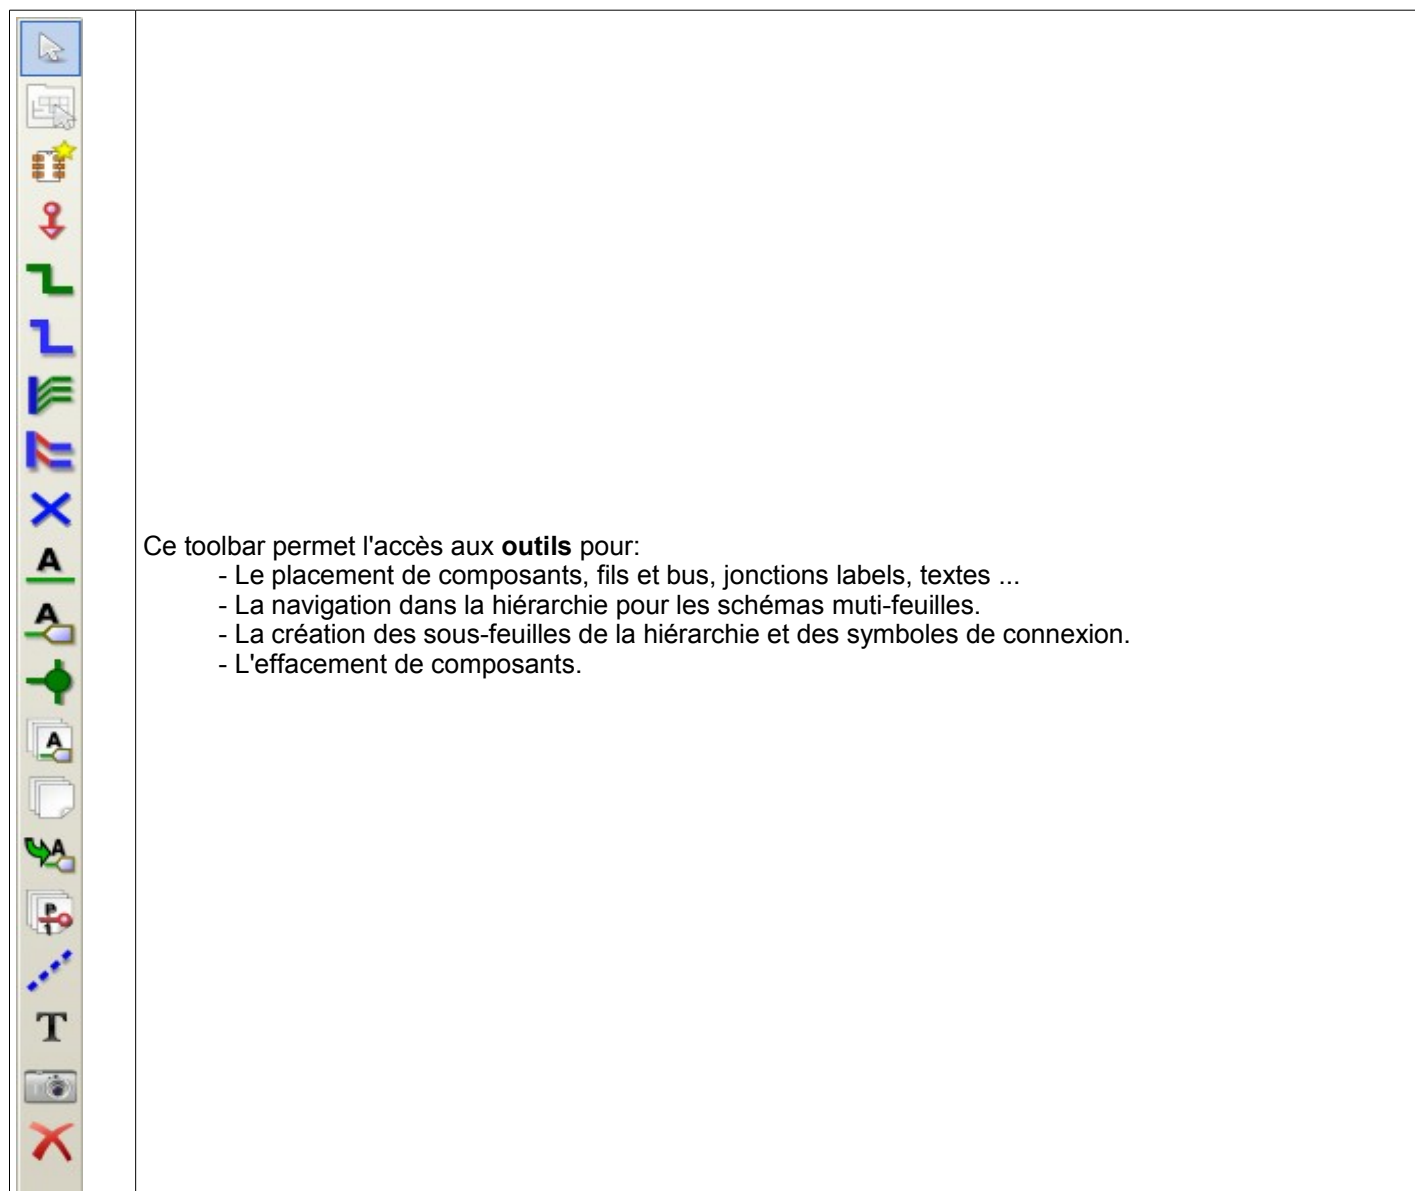 A
A
A
A
P
1
T
Ce toolbar permet l'accès aux outils pour:
- Le placement de composants, fils et bus, jonctions labels, textes ...
- La navigation dans la hiérarchie pour les schémas muti-feuilles.
- La création des sous-feuilles de la hiérarchie et des symboles de connexion.
- L'effacement de composants.